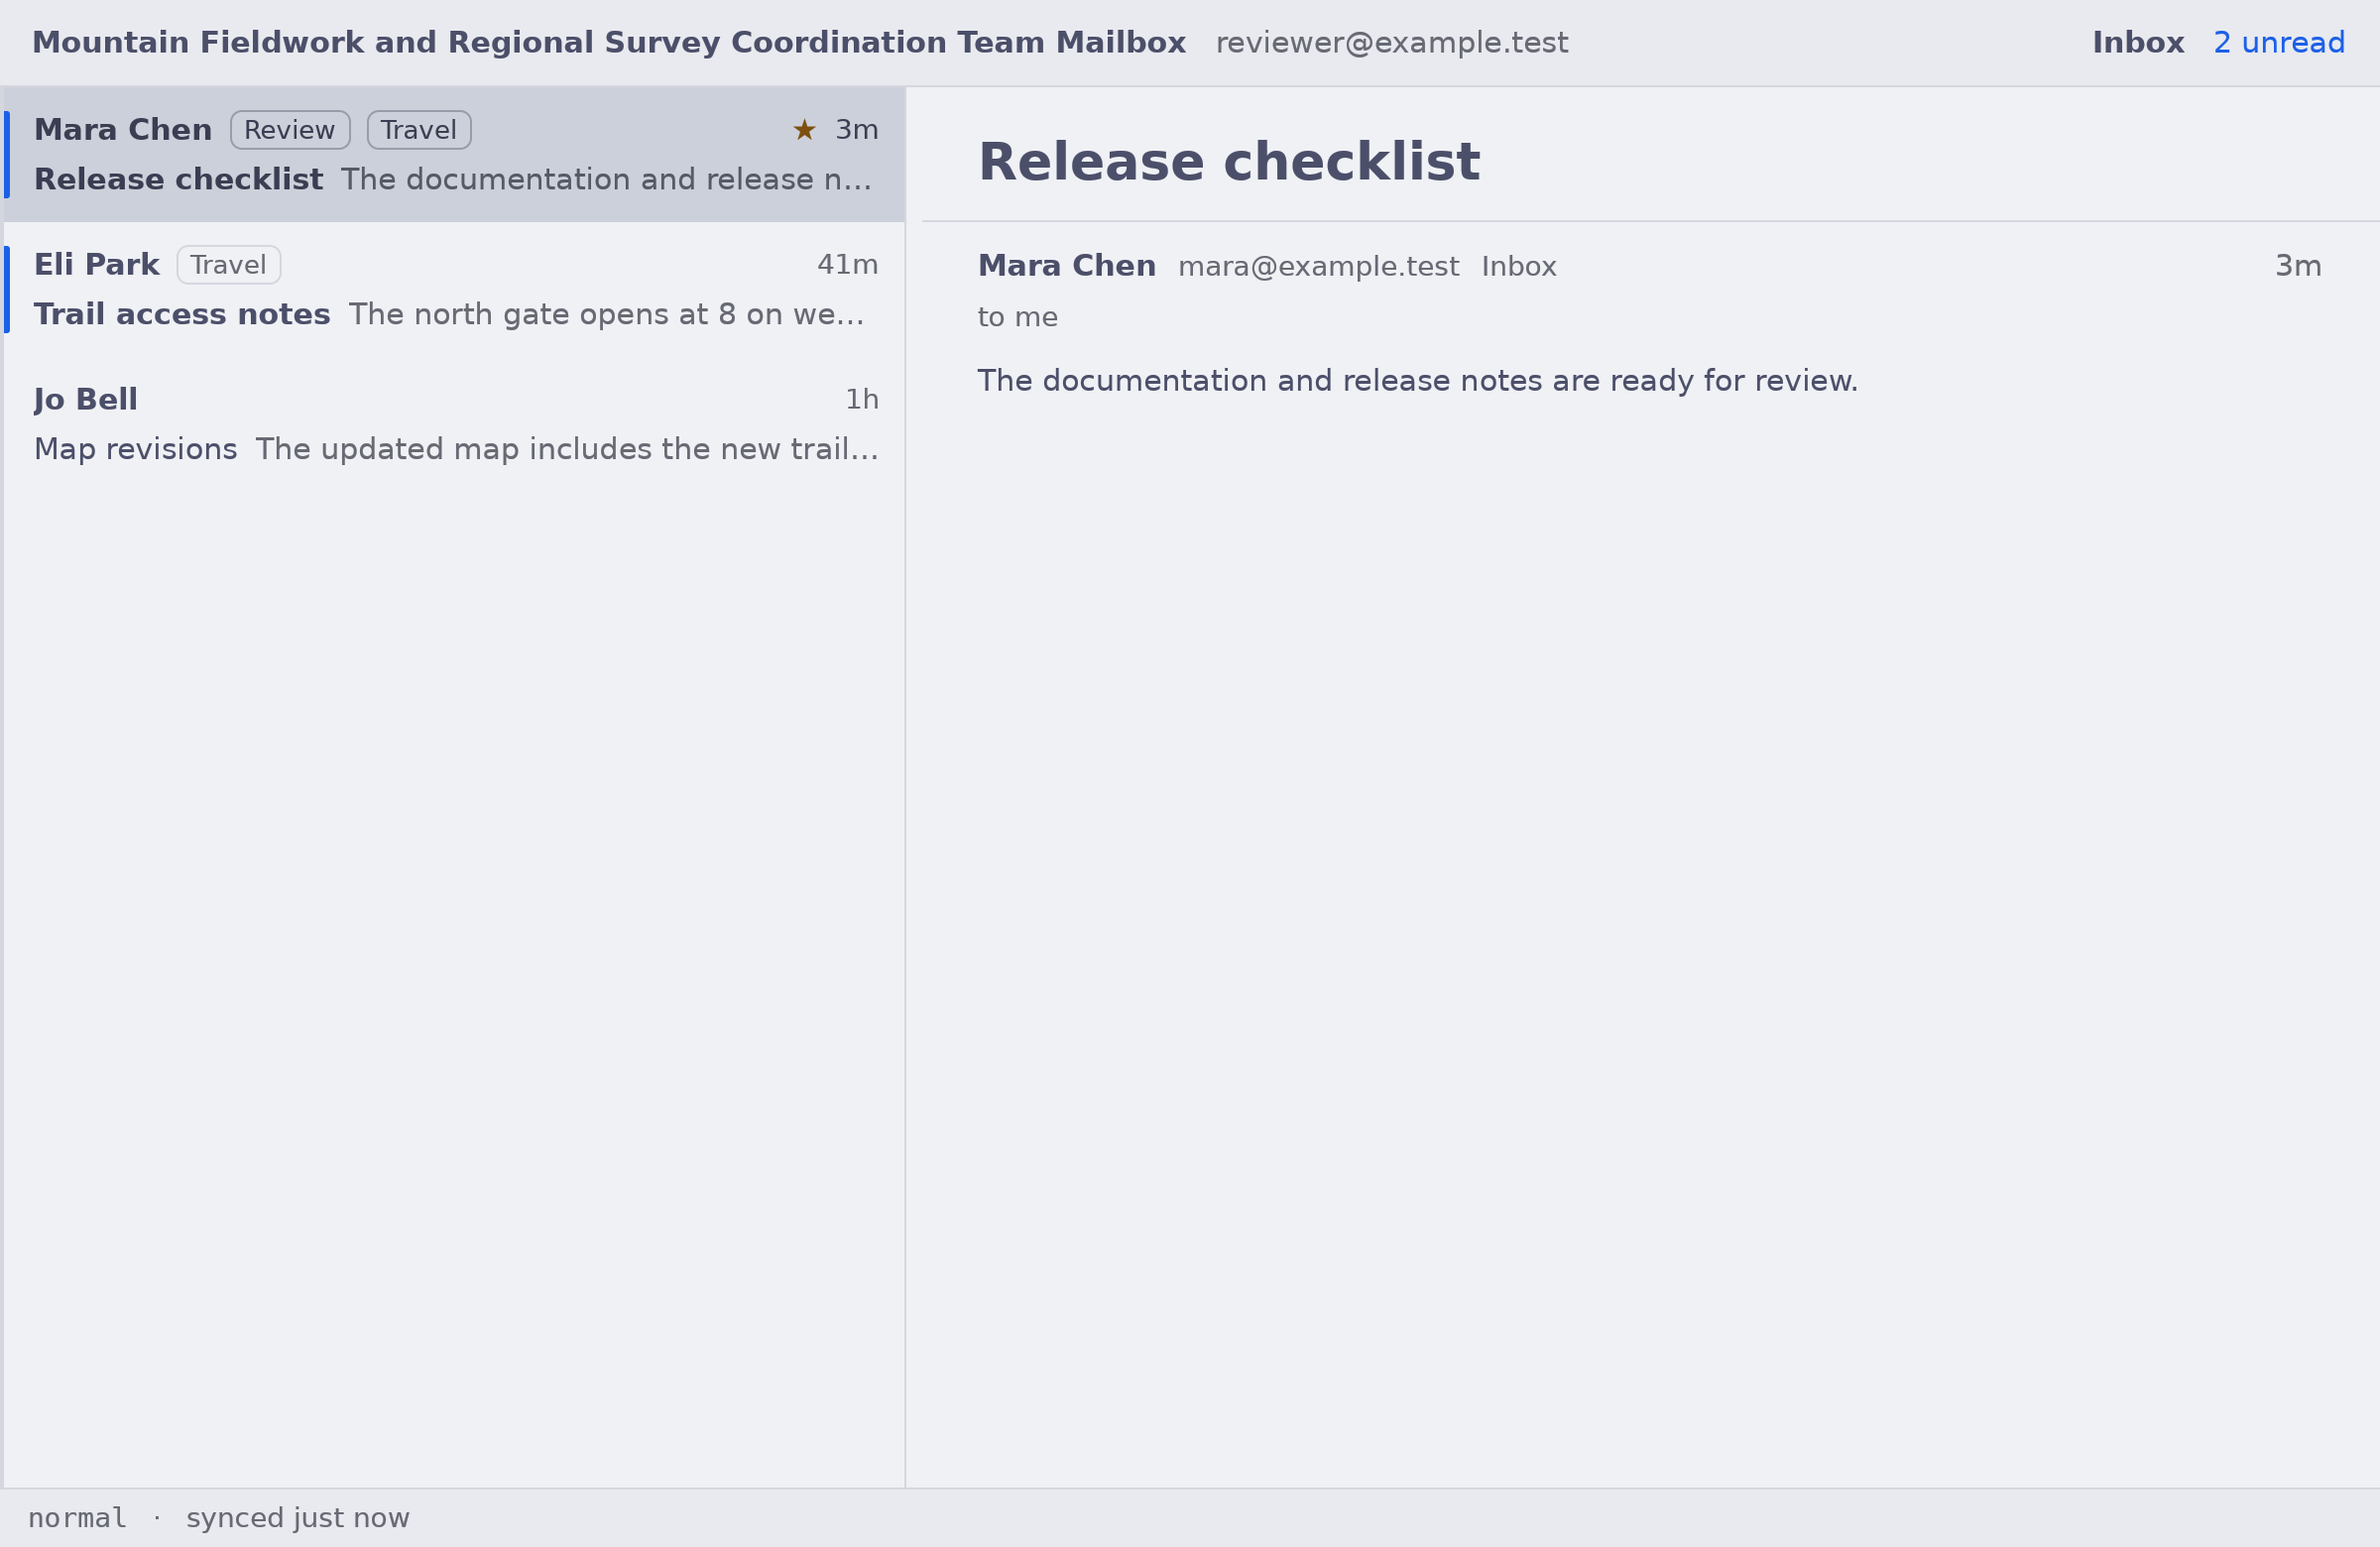 Mountain Fieldwork and Regional Survey Coordination Team Mailbox reviewer@example.test Inbox 2 unread
Mara Chen Review Travel ★ 3m
Release checklist The documentation and release n...
Eli Park Travel 41m
Trail access notes The north gate opens at 8 on we...
Jo Bell 1h
Map revisions The updated map includes the new trail...
Release checklist
Mara Chen mara@example.test Inbox 3m
to me
The documentation and release notes are ready for review.
normal · synced just now